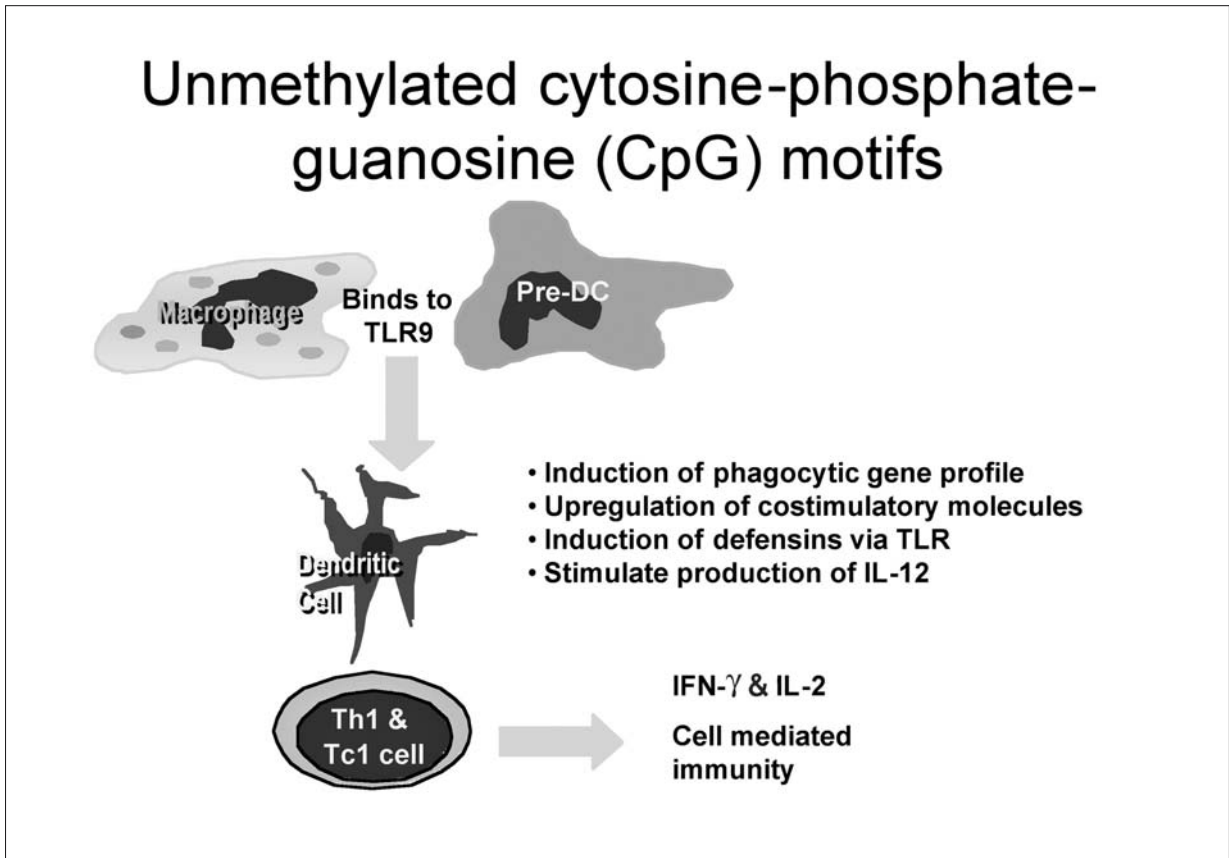 Unmethylated cytosine-phosphate-
guanosine (CpG) motifs
Macrophage
Binds to
TLR9
Pre-DC
Dendritic
Cell
• Induction of phagocytic gene profile
• Upregulation of costimulatory molecules
• Induction of defensins via TLR
• Stimulate production of IL-12
Th1 &
Tc1 cell
IFN-γ & IL-2
Cell mediated
immunity